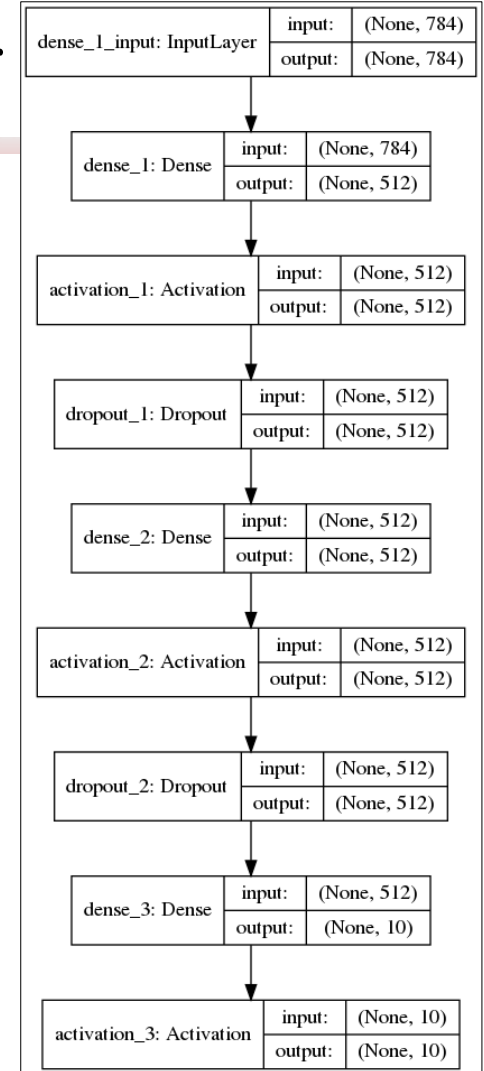 dense_1_input: InputLayer
input: (None, 784)
output: (None, 784)
dense_1: Dense
input: (None, 784)
output: (None, 512)
activation_1: Activation
input: (None, 512)
output: (None, 512)
dropout_1: Dropout
input: (None, 512)
output: (None, 512)
dense_2: Dense
input: (None, 512)
output: (None, 512)
activation_2: Activation
input: (None, 512)
output: (None, 512)
dropout_2: Dropout
input: (None, 512)
output: (None, 512)
dense_3: Dense
input: (None, 512)
output: (None, 10)
activation_3: Activation
input: (None, 10)
output: (None, 10)